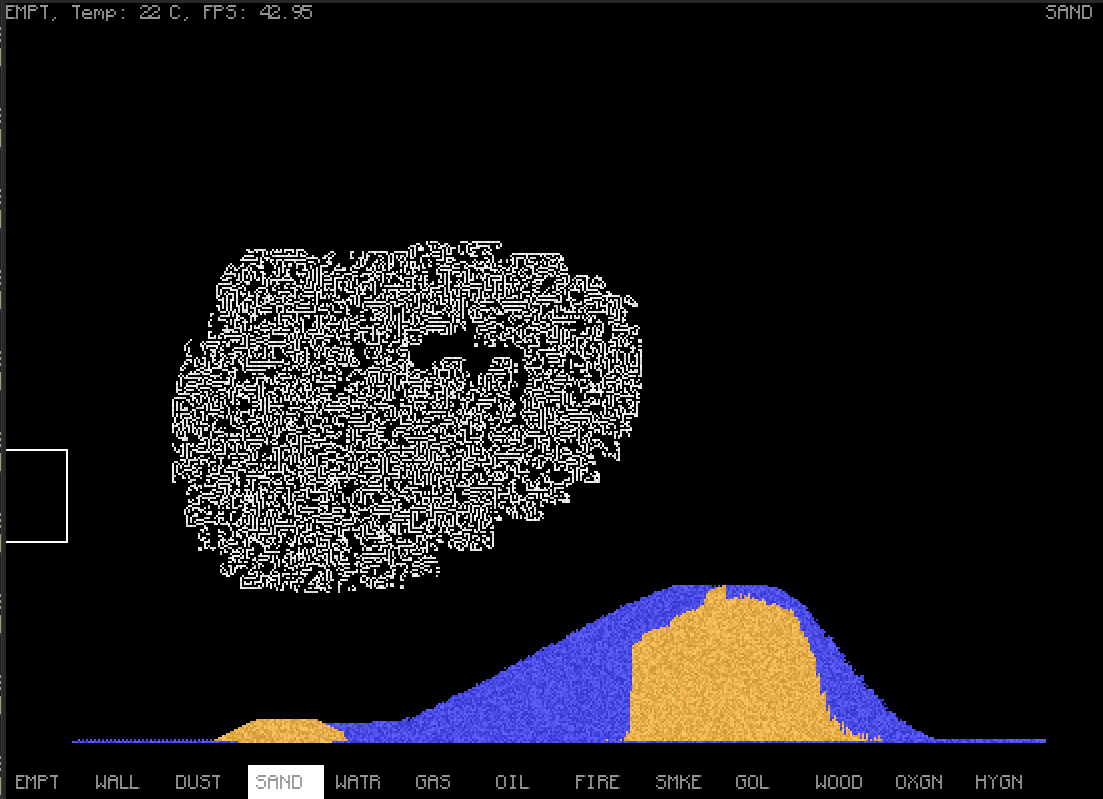 EMPT, Temp: 22 C, FPS: 42.95 SAND
EMPT WALL DUST SAND WATR GAS OIL FIRE SMKE GOL WOOD OXGN HYGN